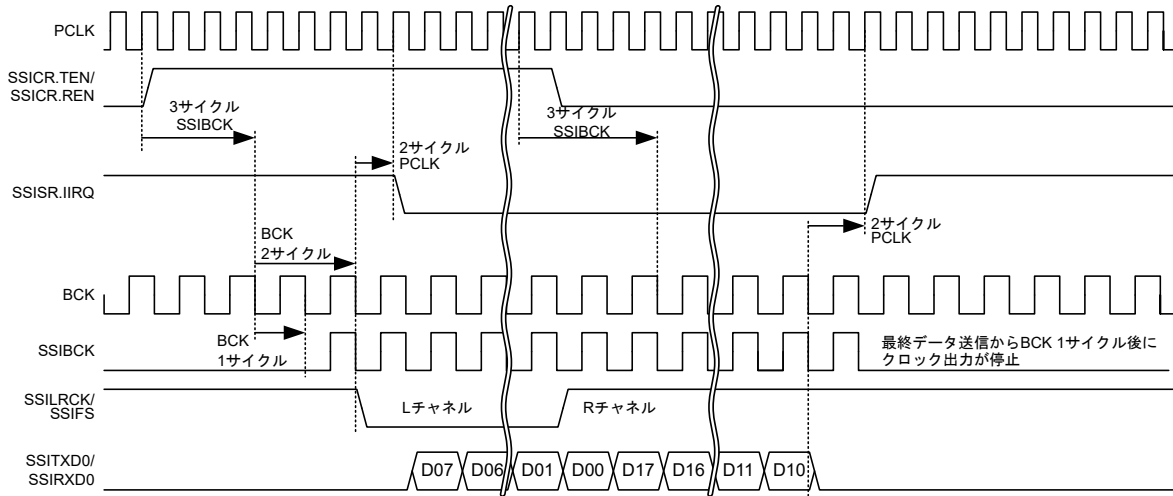 PCLK
SSICR.TEN/
SSICR.REN
3サイクル
SSIBCK
3サイクル
SSIBCK
2サイクル
PCLK
SSISR.IIRQ
2サイクル
PCLK
BCK
2サイクル
BCK
BCK
1サイクル
SSIBCK
最終データ送信からBCK 1サイクル後に
クロック出力が停止
SSILRCK/
SSIFS
Lチャネル
Rチャネル
SSITXD0/
SSIRXD0
D07
D06
D01
D00
D17
D16
D11
D10